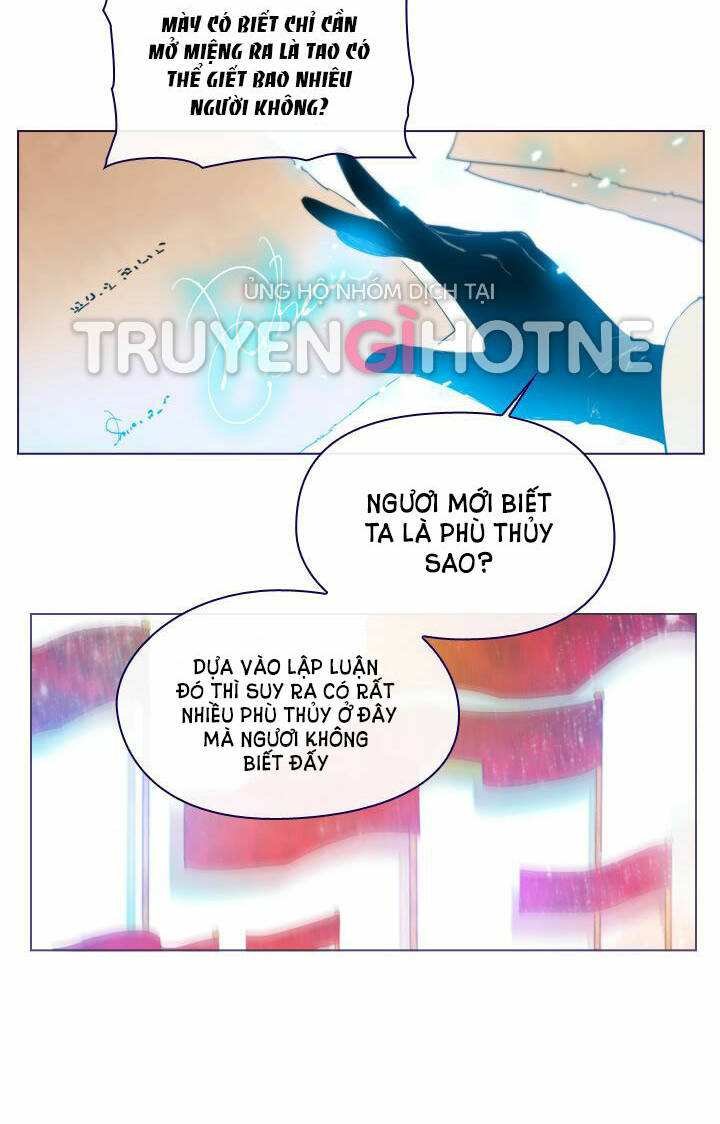 MÀY CÓ BIẾT CHỈ CẦN
MỞ MIỆNG RA LÀ TAO CÓ
THỂ GIẾT BAO NHIÊU
NGƯỜI KHÔNG?
ỦNG HỘ NHÓM DỊCH TẠI
TRUYENGIHOTNE
NGƯƠI MỚI BIẾT
TA LÀ PHÙ THỦY
SAO?
DỰA VÀO LẬP LUẬN
ĐÓ THÌ SUY RA CÓ RẤT
NHIỀU PHÙ THỦY Ở ĐÂY
MÀ NGƯƠI KHÔNG
BIẾT ĐẤY